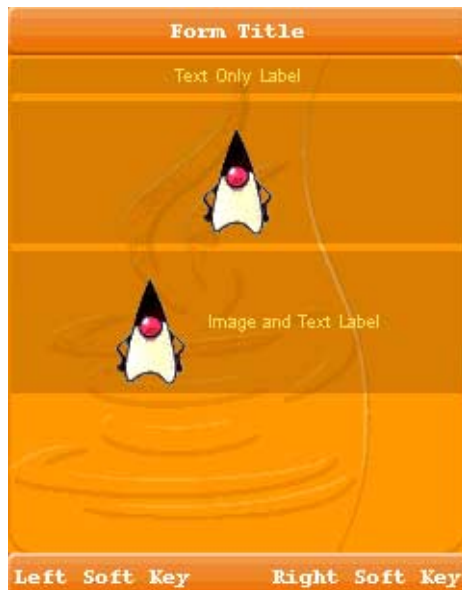 Form Title
Text Only Label
Image and Text Label
Left Soft Key Right Soft Key